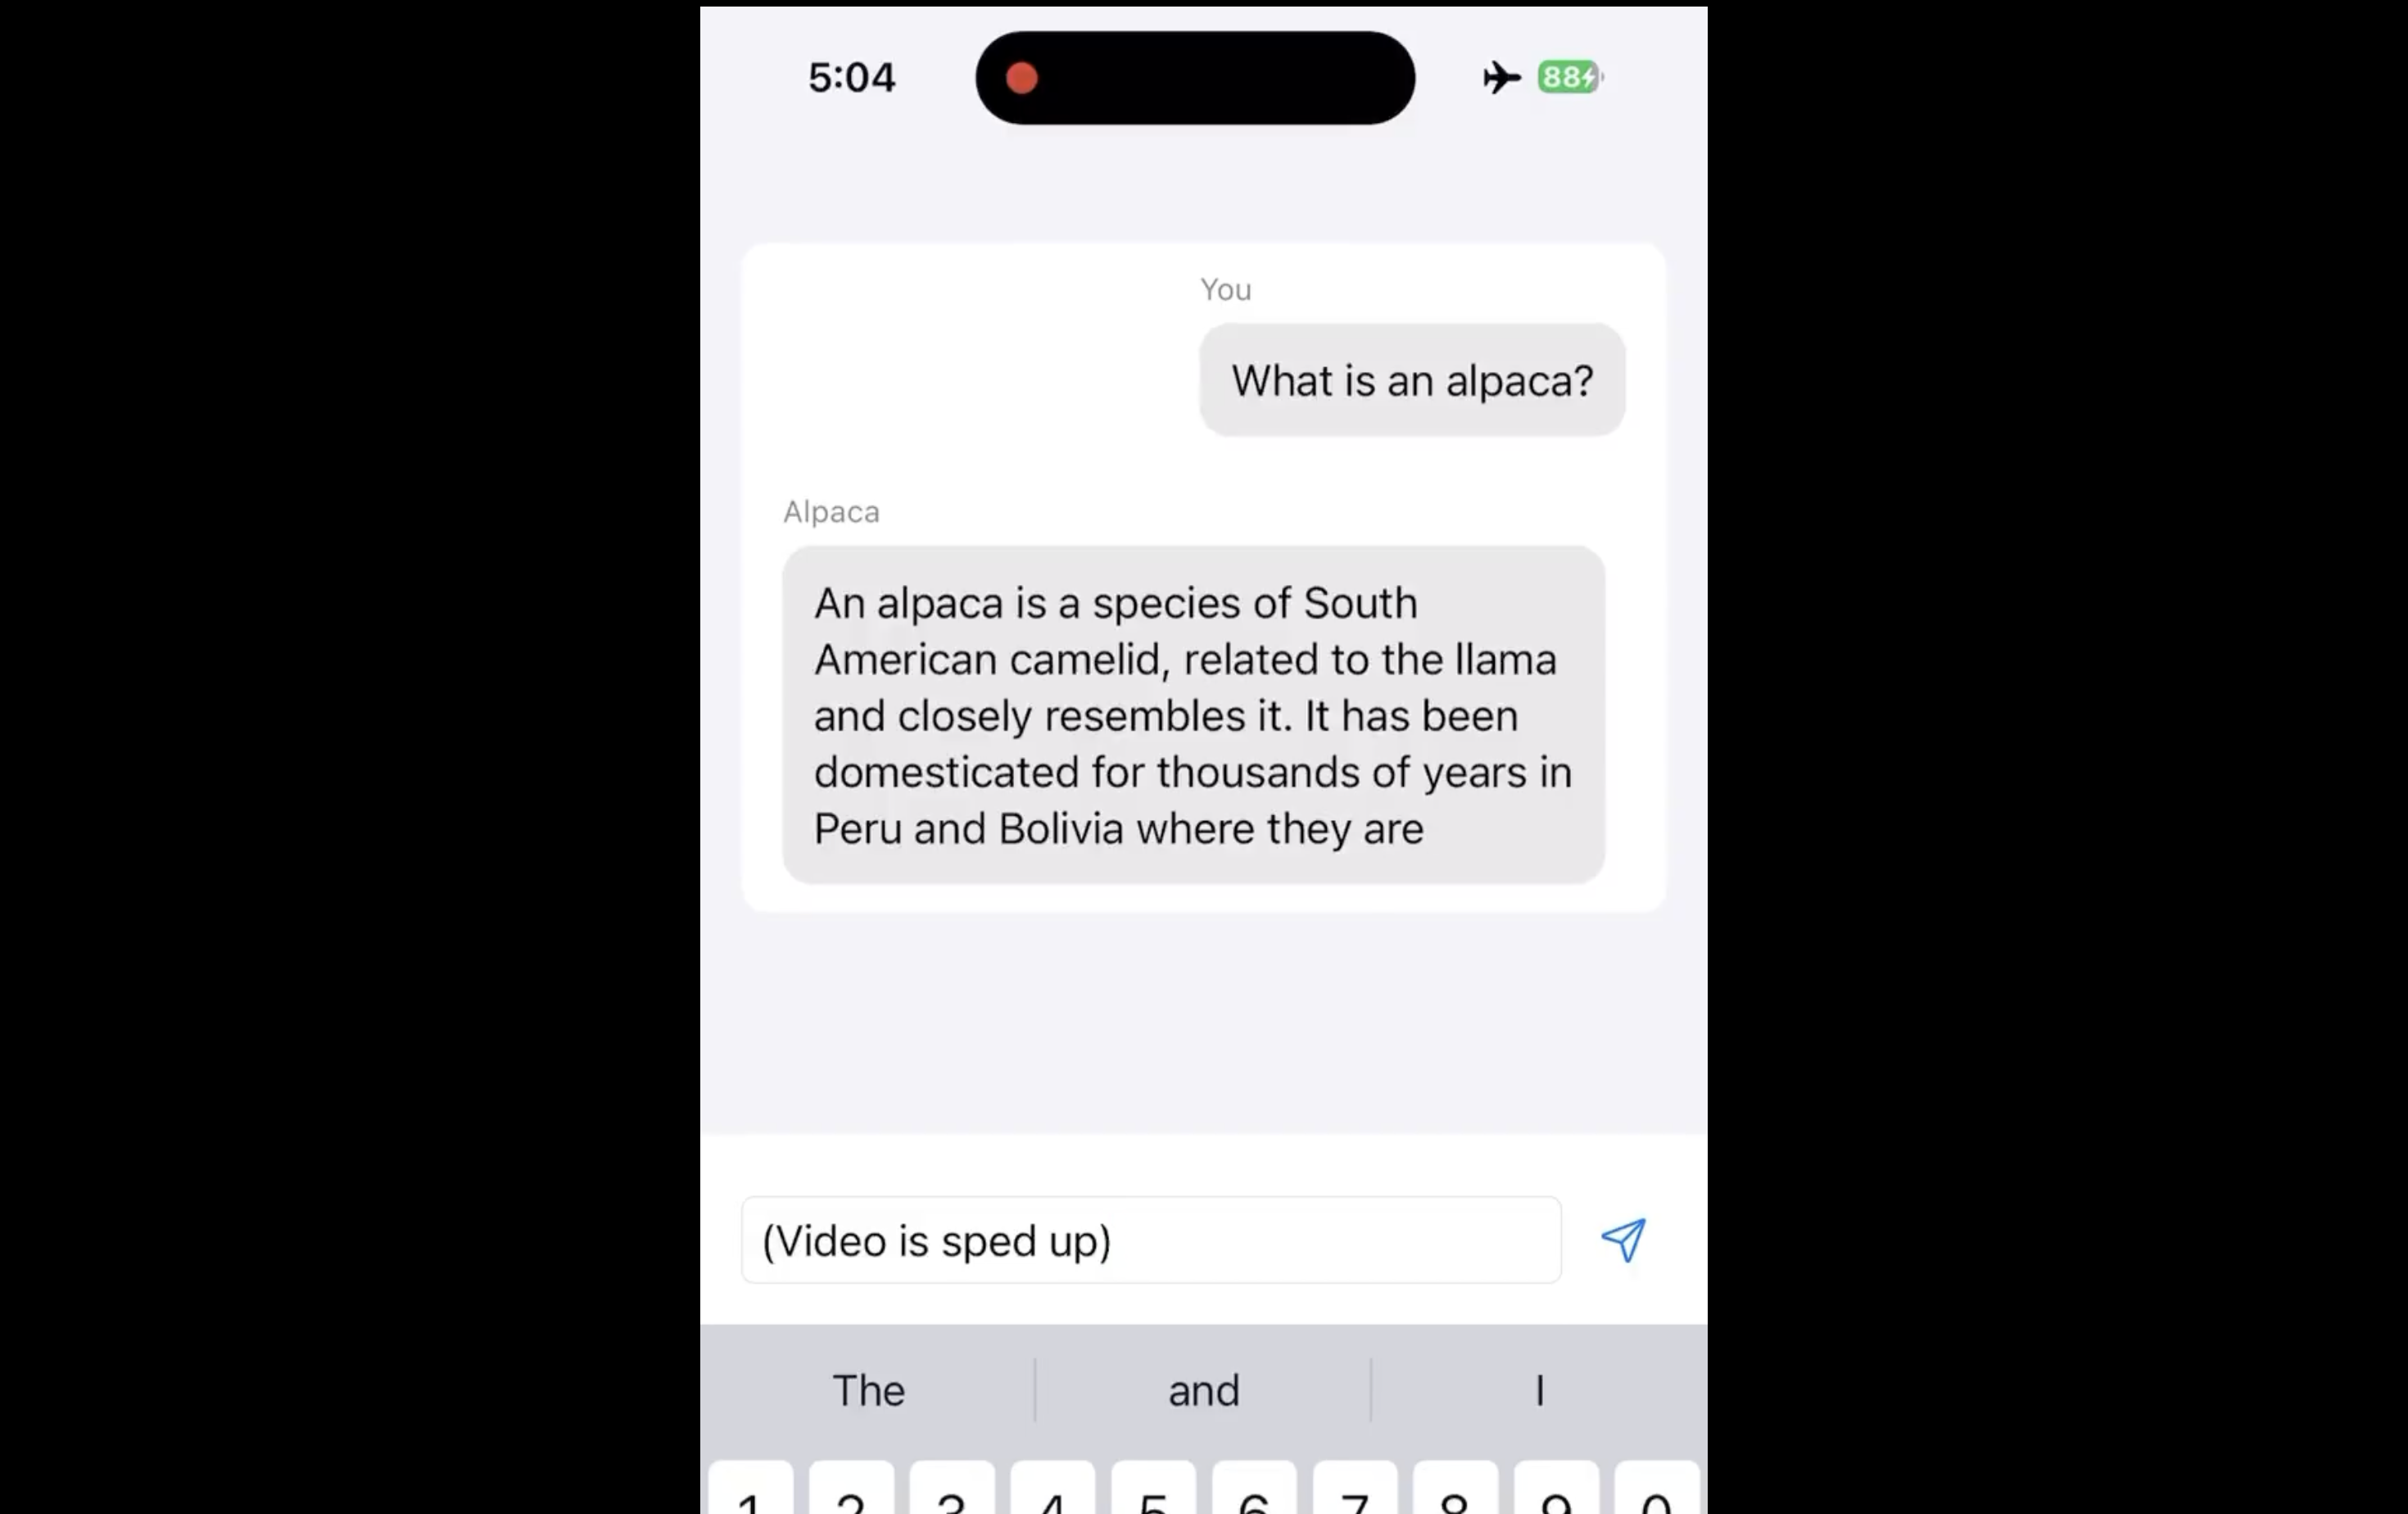 5:04
88
You
What is an alpaca?
Alpaca
An alpaca is a species of South
American camelid, related to the llama
and closely resembles it. It has been
domesticated for thousands of years in
Peru and Bolivia where they are
(Video is sped up)
The and I
1 2 3 4 5 6 7 8 9 0